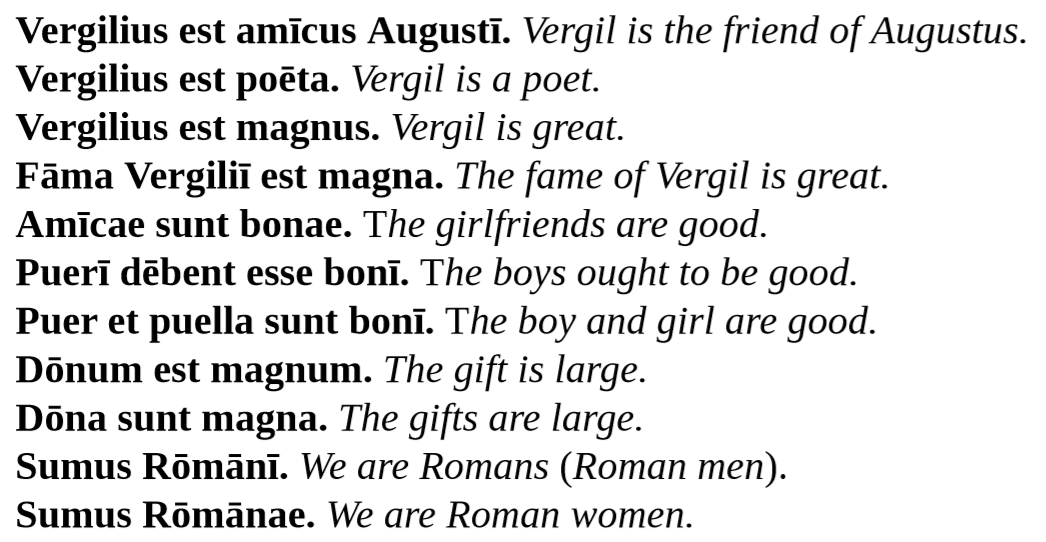 Vergilius est amīcus Augustī. Vergil is the friend of Augustus.
Vergilius est poēta. Vergil is a poet.
Vergilius est magnus. Vergil is great.
Fāma Vergiliī est magna. The fame of Vergil is great.
Amīcae sunt bonae. The girlfriends are good.
Puerī dēbent esse bonī. The boys ought to be good.
Puer et puella sunt bonī. The boy and girl are good.
Dōnum est magnum. The gift is large.
Dōna sunt magna. The gifts are large.
Sumus Rōmānī. We are Romans (Roman men).
Sumus Rōmānae. We are Roman women.